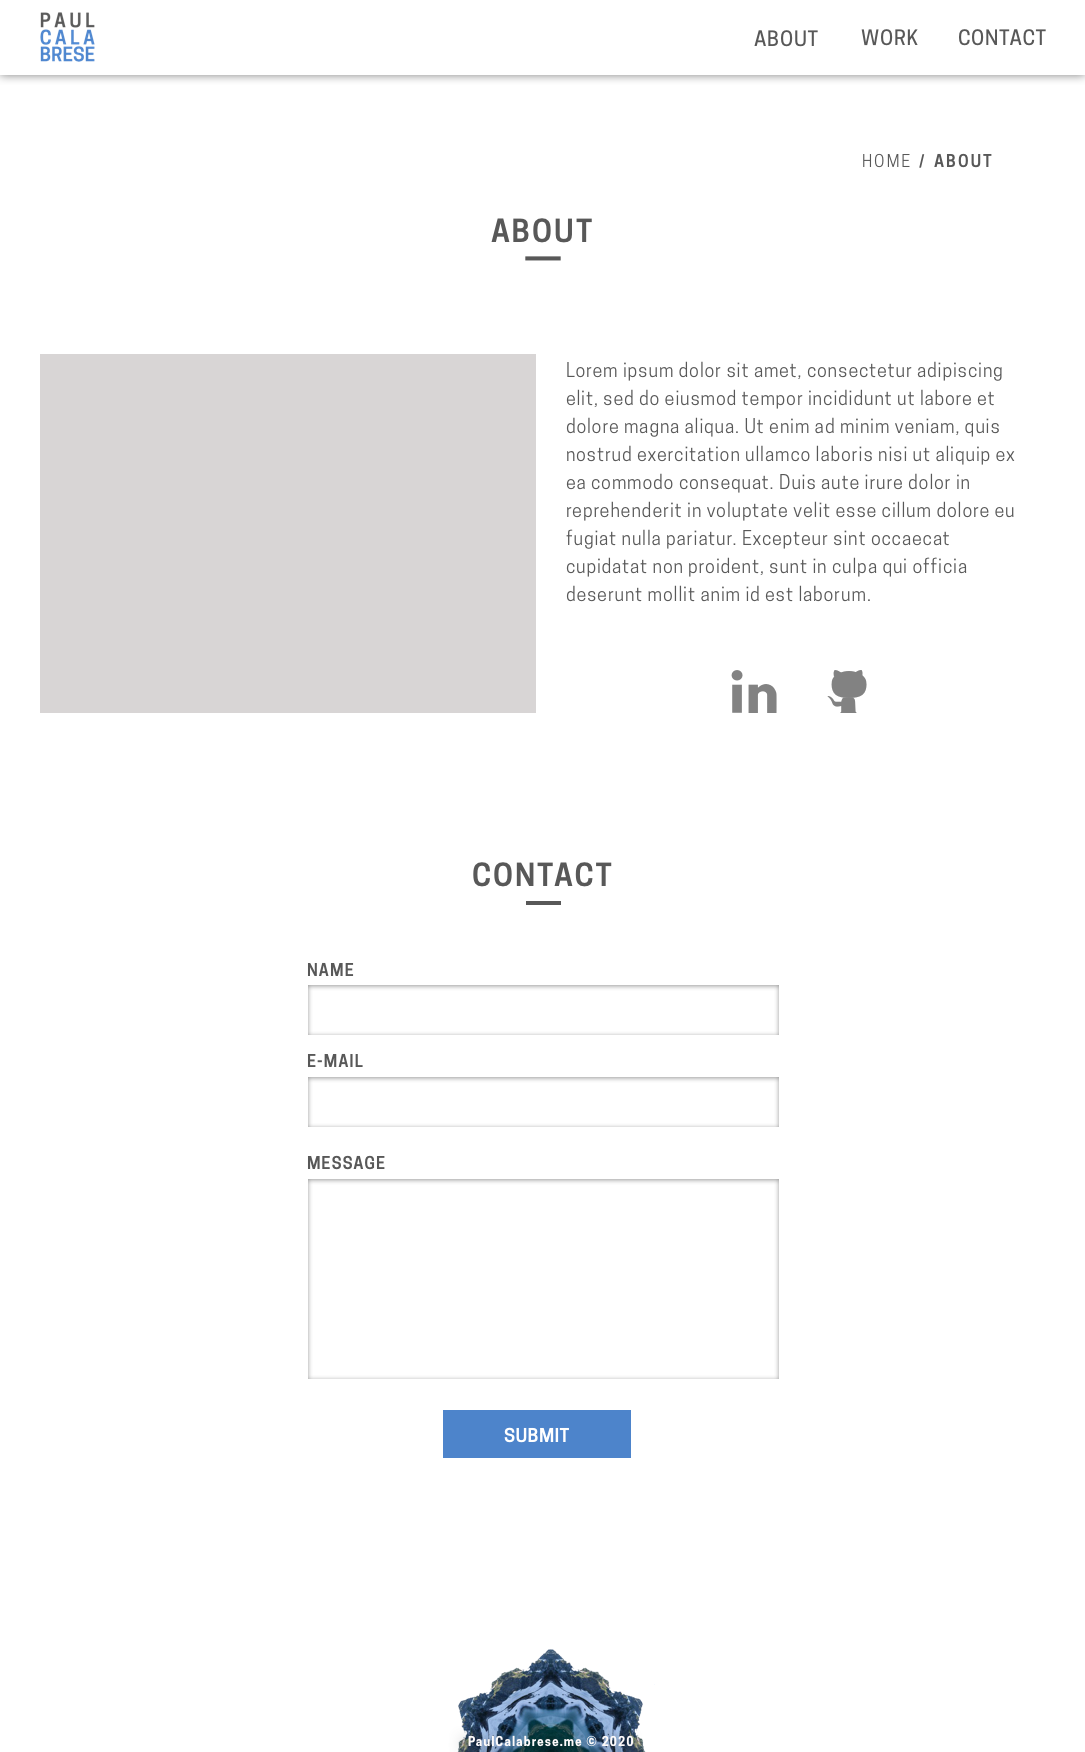 PAUL
CALA
BRESE
ABOUT WORK CONTACT
HOME / ABOUT
ABOUT
Lorem ipsum dolor sit amet, consectetur adipiscing
elit, sed do eiusmod tempor incididunt ut labore et
dolore magna aliqua. Ut enim ad minim veniam, quis
nostrud exercitation ullamco laboris nisi ut aliquip ex
ea commodo consequat. Duis aute irure dolor in
reprehenderit in voluptate velit esse cillum dolore eu
fugiat nulla pariatur. Excepteur sint occaecat
cupidatat non proident, sunt in culpa qui officia
deserunt mollit anim id est laborum.
in
CONTACT
NAME
E-MAIL
MESSAGE
SUBMIT
PaulCalabrese.me © 2020